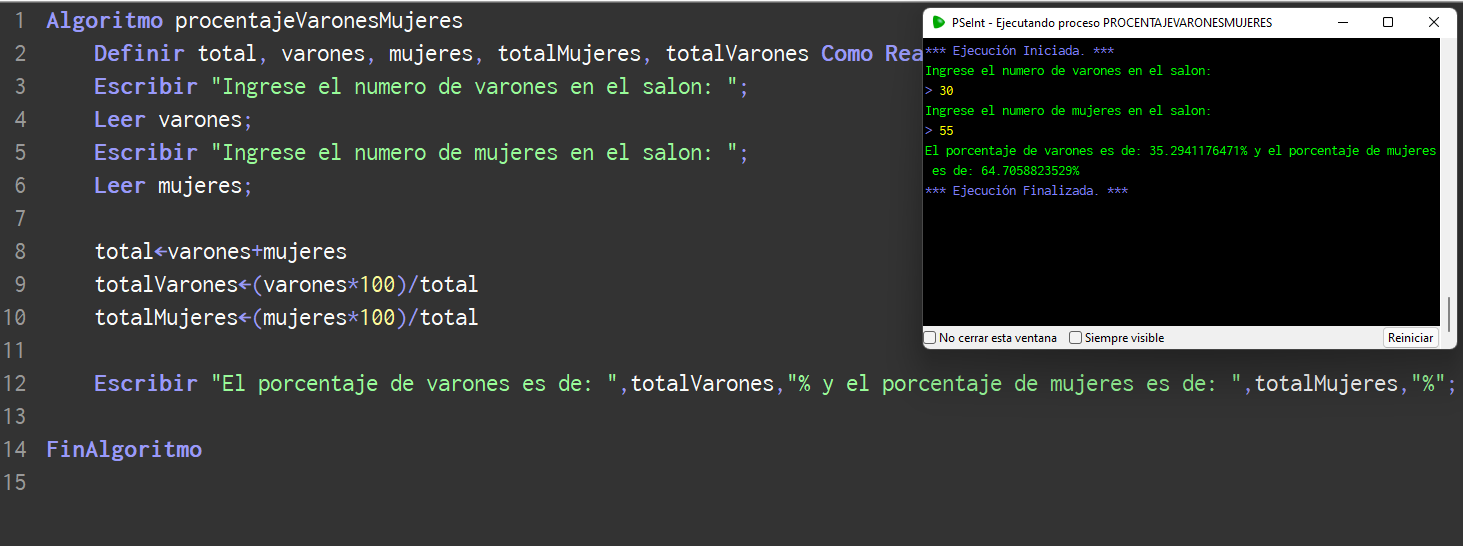 1 Algoritmo procentajeVaronesMujeres
2 Definir total, varones, mujeres, totalMujeres, totalVarones Como Rea
3 Escribir "Ingrese el numero de varones en el salon: ";
4 Leer varones;
5 Escribir "Ingrese el numero de mujeres en el salon: ";
6 Leer mujeres;
7
8 total←varones+mujeres
9 totalVarones←(varones*100)/total
10 totalMujeres←(mujeres*100)/total
11
12 Escribir "El porcentaje de varones es de: ",totalVarones,"% y el porcentaje de mujeres es de: ",totalMujeres,"%";
13
14 FinAlgoritmo
15
PSeInt - Ejecutando proceso PROCENTAJEVARONESMUJERES
*** Ejecución Iniciada. ***
Ingrese el numero de varones en el salon:
> 30
Ingrese el numero de mujeres en el salon:
> 55
El porcentaje de varones es de: 35.2941176471% y el porcentaje de mujeres
es de: 64.7058823529%
*** Ejecución Finalizada. ***
No cerrar esta ventana Siempre visible Reiniciar